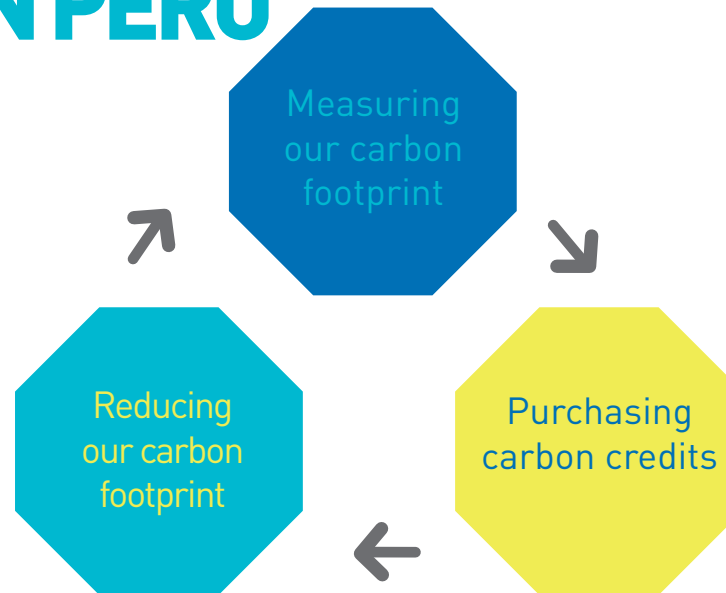 N PERU
Measuring
our carbon
footprint
Reducing
our carbon
footprint
Purchasing
carbon credits